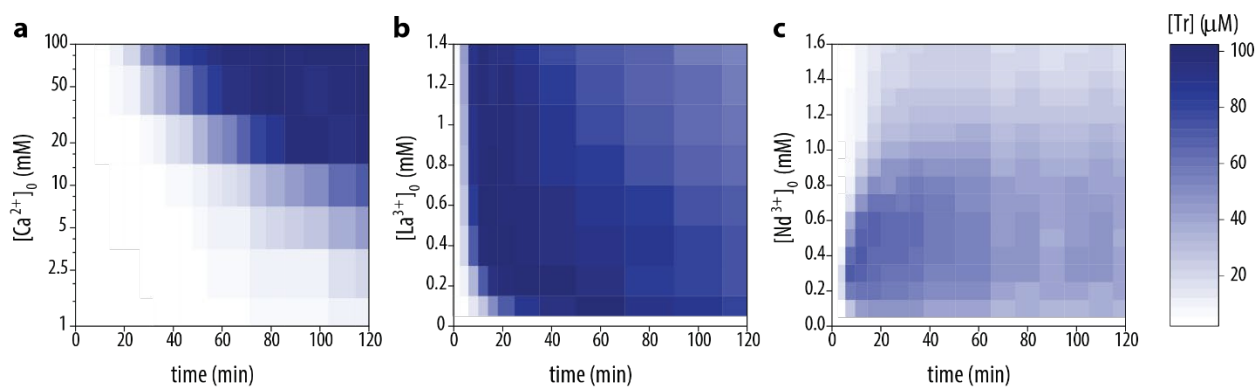 a
b
c
[Tr] (µM)
100
50
20
10
5
2.5
1
[Ca²⁺]₀ (mM)
0 20 40 60 80 100 120
time (min)
1.4
1.2
1
0.8
0.6
0.4
0.2
0
[La³⁺]₀ (mM)
0 20 40 60 80 100 120
time (min)
1.6
1.4
1.2
1.0
0.8
0.6
0.4
0.2
0.0
[Nd³⁺]₀ (mM)
0 20 40 60 80 100 120
time (min)
100
80
60
40
20